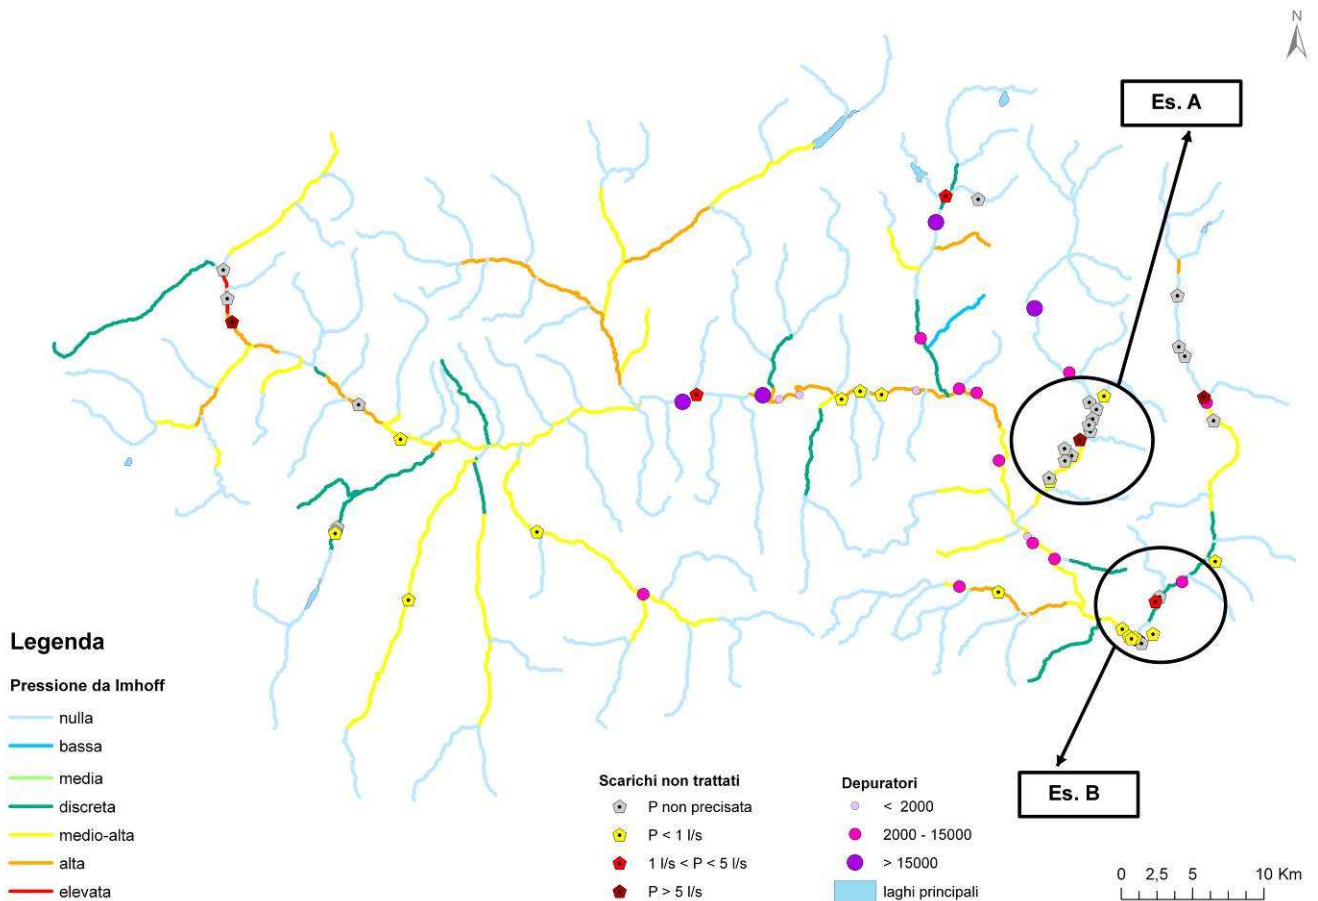 N
Es. A
Legenda
Pressione da Imhoff
nulla
bassa
media
discreta
medio-alta
alta
elevata
Scarichi non trattati
P non precisata
P < 1 l/s
1 l/s < P < 5 l/s
P > 5 l/s
Depuratori
< 2000
2000 - 15000
> 15000
laghi principali
Es. B
0 2,5 5 10 Km